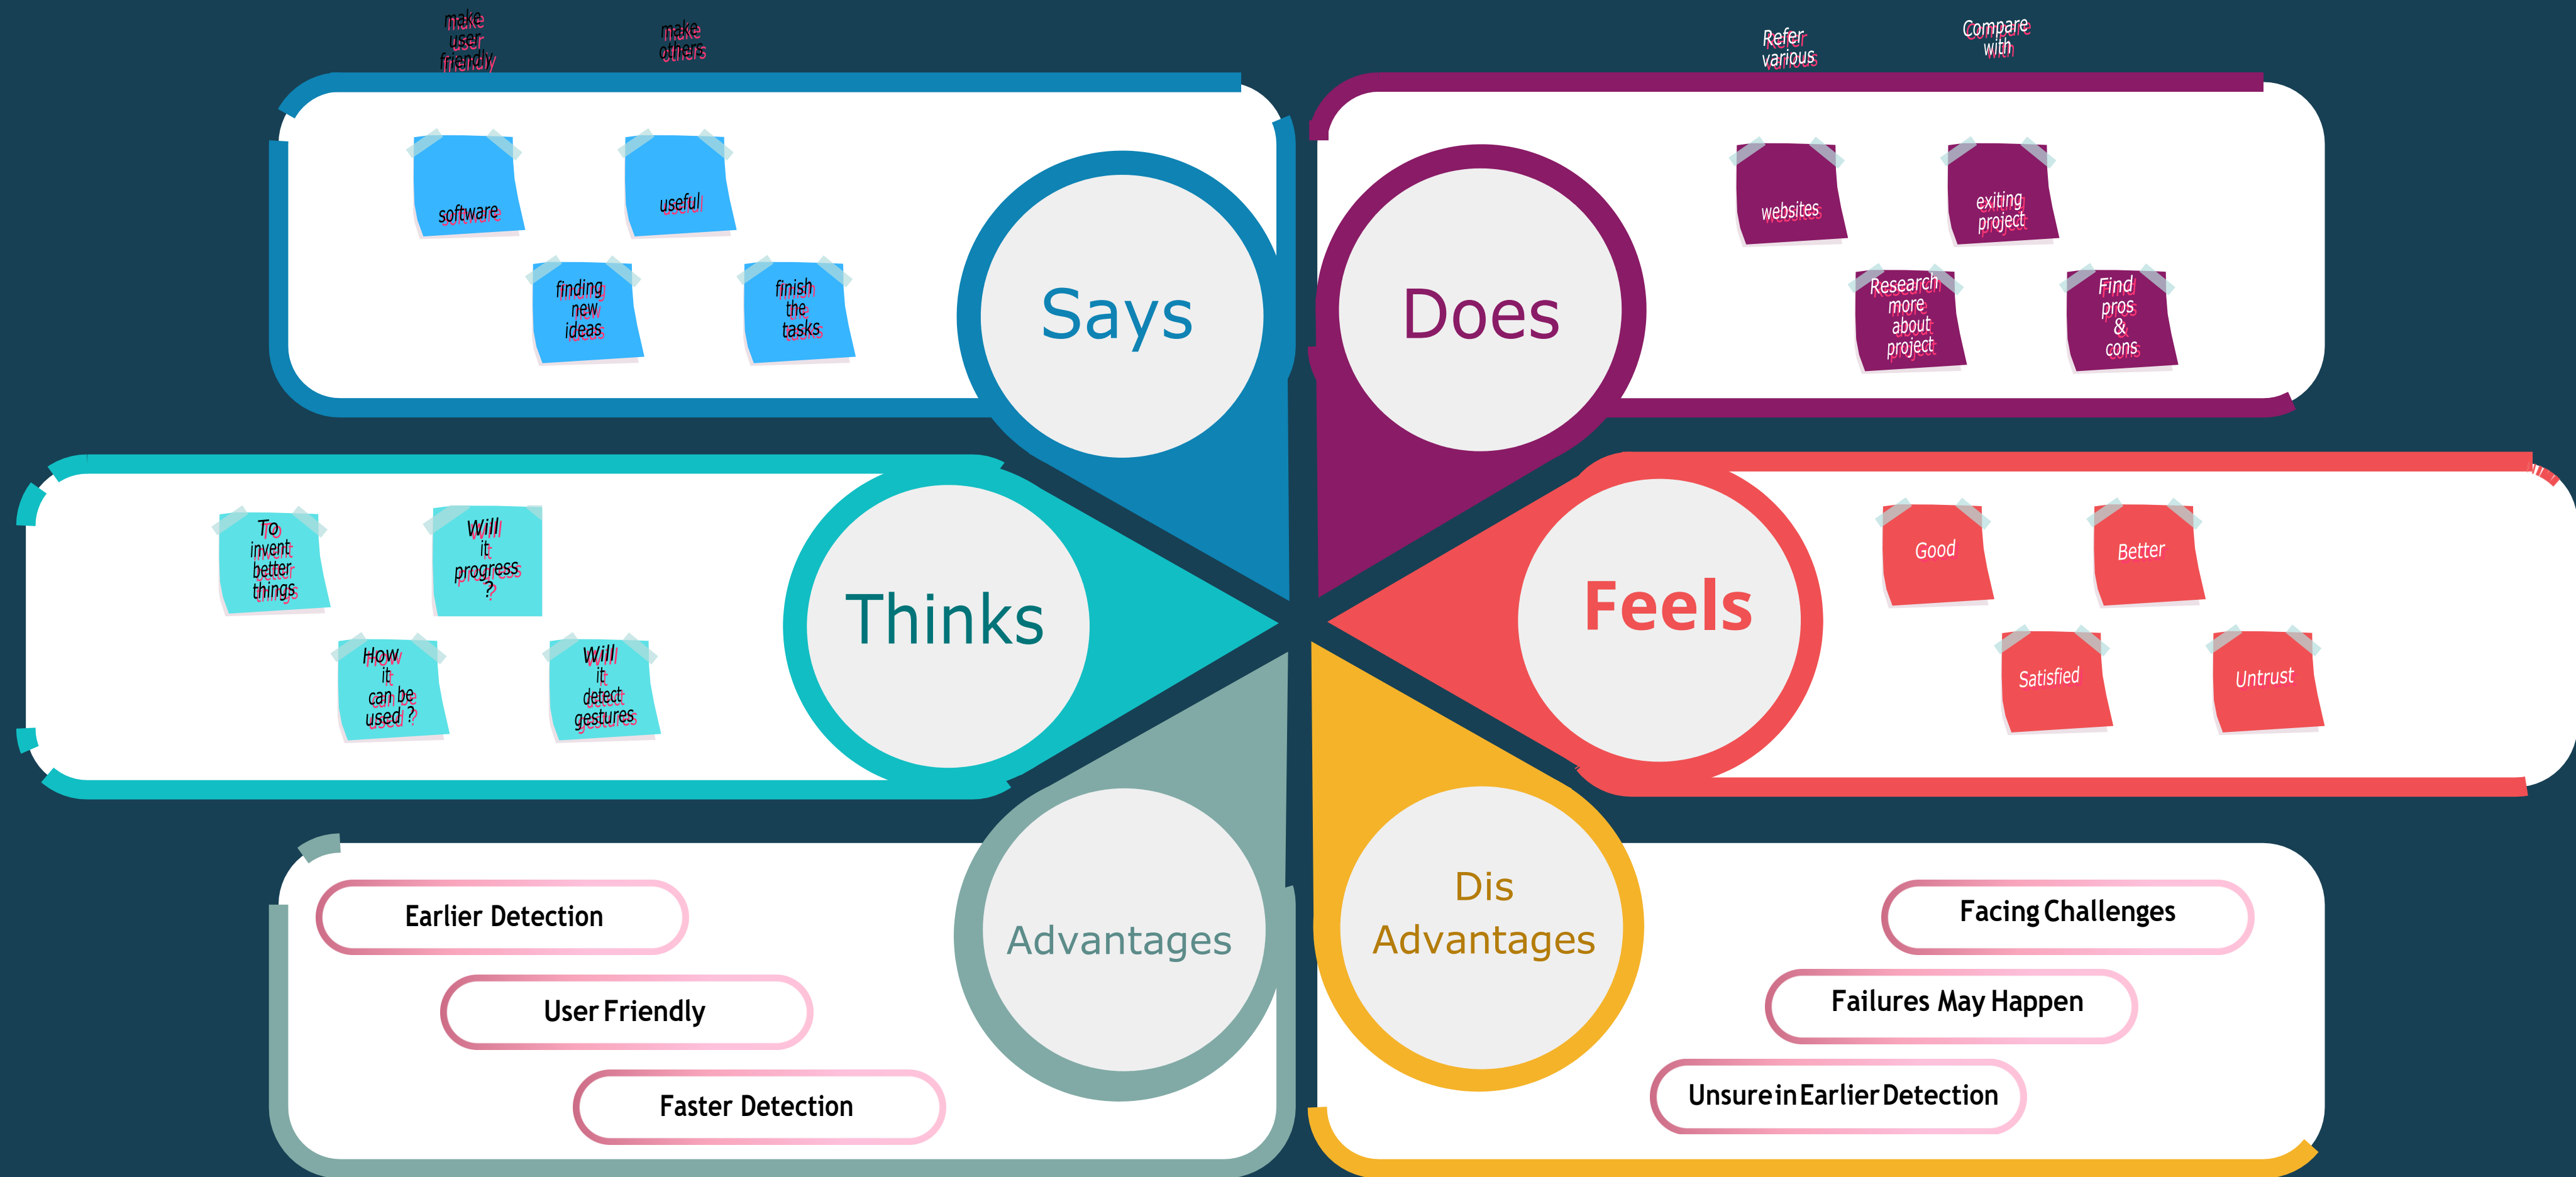 make
user
friendly
software
make
others
useful
finding
new
ideas
finish
the
tasks
Says
Does
Refer
various
websites
Compare
with
exiting
project
Research
more
about
project
Find
pros
&
cons
To
invent
better
things
Will
it
progress
?
How
it
can be
used ?
Will
it
detect
gestures
Thinks
Feels
Good
Better
Satisfied
Untrust
Earlier Detection
User Friendly
Faster Detection
Advantages
Dis
Advantages
Facing Challenges
Failures May Happen
Unsure in Earlier Detection